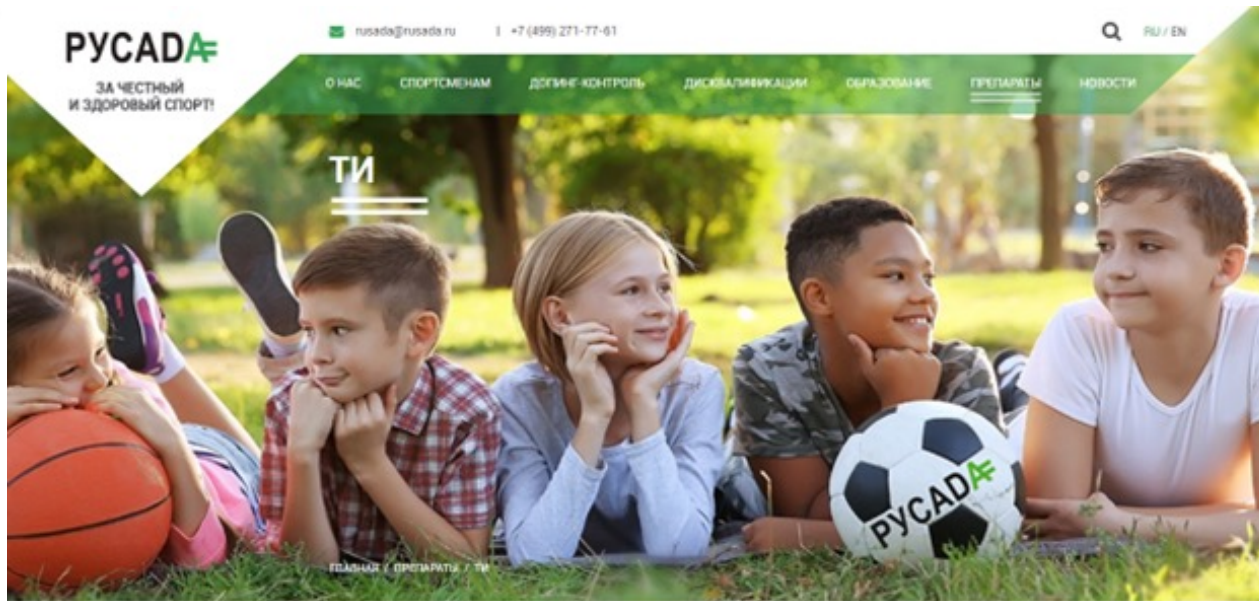 РУСАДА
ЗА ЧЕСТНЫЙ
И ЗДОРОВЫЙ СПОРТ!
rusada@rusada.ru | +7 (499) 271-77-61
RU / EN
О НАС СПОРТСМЕНАМ ДОПИНГ-КОНТРОЛЬ ДИСКВАЛИФИКАЦИИ ОБРАЗОВАНИЕ ПРЕПАРАТЫ НОВОСТИ
ТИ
РУСАДА
ГЛАВНАЯ / ПРЕПАРАТЫ / ТИ